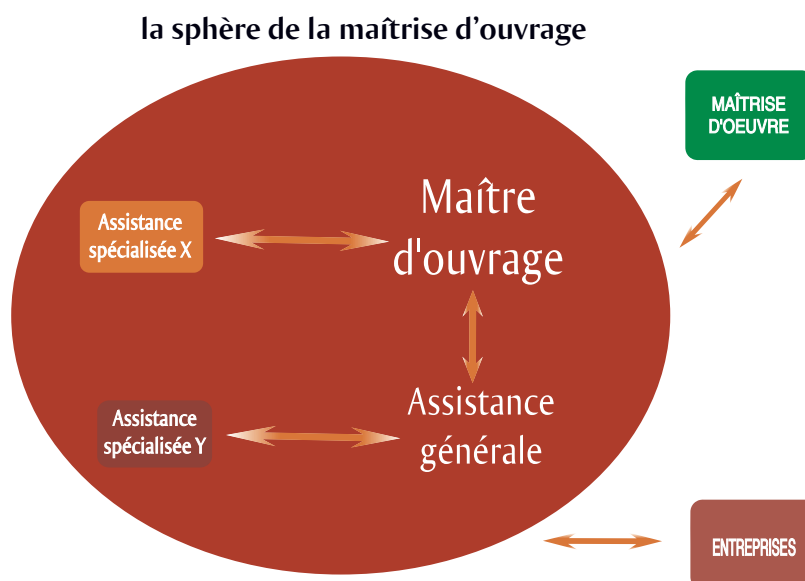 la sphère de la maîtrise d’ouvrage
MAÎTRISE
D'OEUVRE
Maître
d'ouvrage
Assistance
spécialisée X
Assistance
générale
Assistance
spécialisée Y
ENTREPRISES